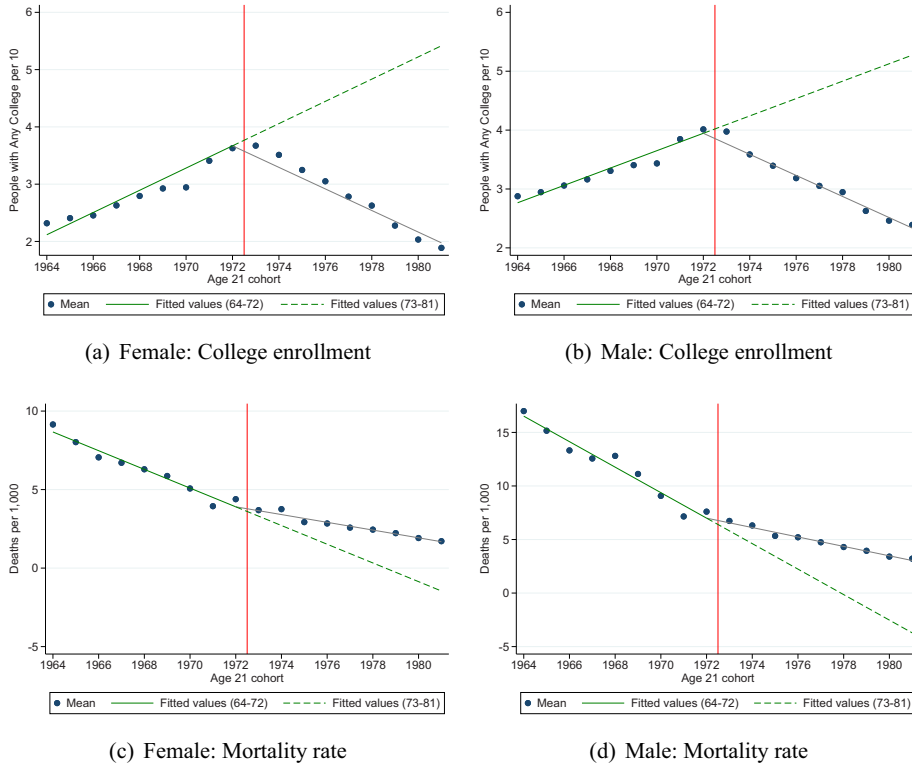 People with Any College per 10
6
5
4
3
2
1964 1966 1968 1970 1972 1974 1976 1978 1980
Age 21 cohort
Mean Fitted values (64-72) Fitted values (73-81)
(a) Female: College enrollment
People with Any College per 10
6
5
4
3
2
1964 1966 1968 1970 1972 1974 1976 1978 1980
Age 21 cohort
Mean Fitted values (64-72) Fitted values (73-81)
(b) Male: College enrollment
Deaths per 1,000
10
5
0
-5
1964 1966 1968 1970 1972 1974 1976 1978 1980
Age 21 cohort
Mean Fitted values (64-72) Fitted values (73-81)
(c) Female: Mortality rate
Deaths per 1,000
15
10
5
0
-5
1964 1966 1968 1970 1972 1974 1976 1978 1980
Age 21 cohort
Mean Fitted values (64-72) Fitted values (73-81)
(d) Male: Mortality rate